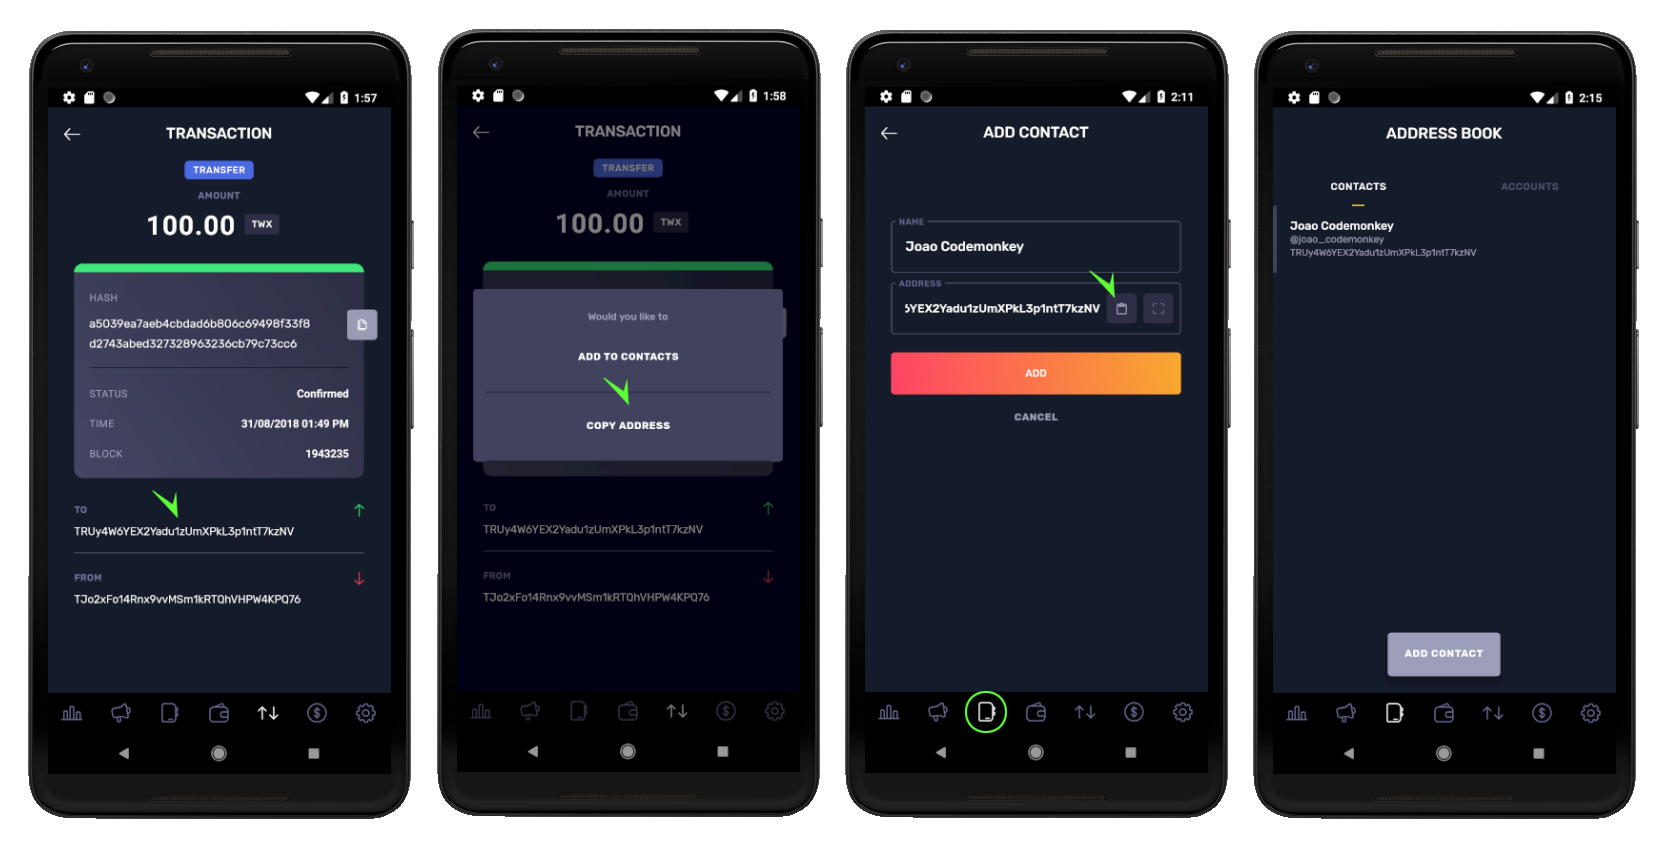 1:57
TRANSACTION
TRANSFER
AMOUNT
100.00 TWX
HASH
a5039ea7aeb4cbdad6b806c69498f33f8
d2743abed327328963236cb79c73cc6
STATUS Confirmed
TIME 31/08/2018 01:49 PM
BLOCK 1943235
TO
TRUy4W6YEX2Yadu1zUmXPkL3p1ntT7kzNV
FROM
TJo2xFo14Rnx9vvMSm1kRTQhVHPW4KPQ76
1:58
TRANSACTION
TRANSFER
AMOUNT
100.00 TWX
Would you like to
ADD TO CONTACTS
COPY ADDRESS
TO
TRUy4W6YEX2Yadu1zUmXPkL3p1ntT7kzNV
FROM
TJo2xFo14Rnx9vvMSm1kRTQhVHPW4KPQ76
2:11
ADD CONTACT
NAME
Joao Codemonkey
ADDRESS
6YEX2Yadu1zUmXPkL3p1ntT7kzNV
ADD
CANCEL
2:15
ADDRESS BOOK
CONTACTS ACCOUNTS
Joao Codemonkey
@joao_codemonkey
TRUy4W6YEX2Yadu1zUmXPkL3p1ntT7kzNV
ADD CONTACT